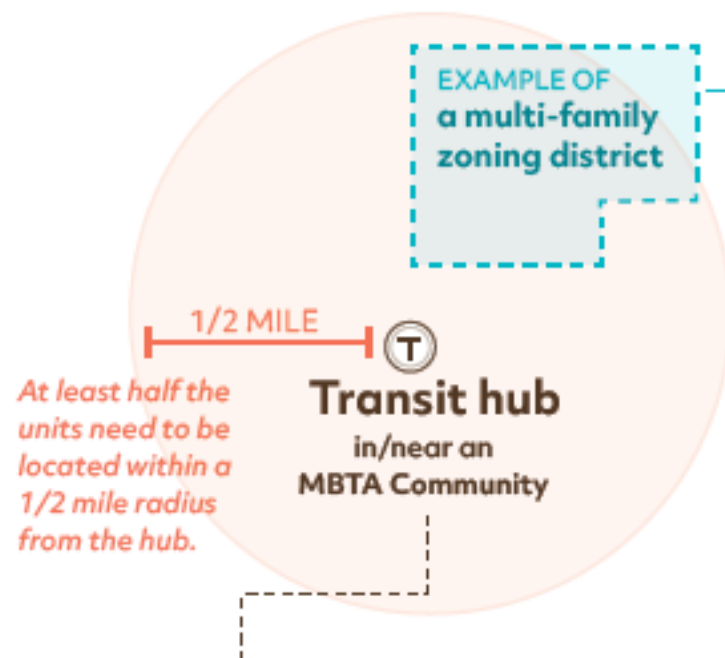 EXAMPLE OF
a multi-family
zoning district
1/2 MILE
T
At least half the
units need to be
located within a
1/2 mile radius
from the hub.
Transit hub
in/near an
MBTA Community